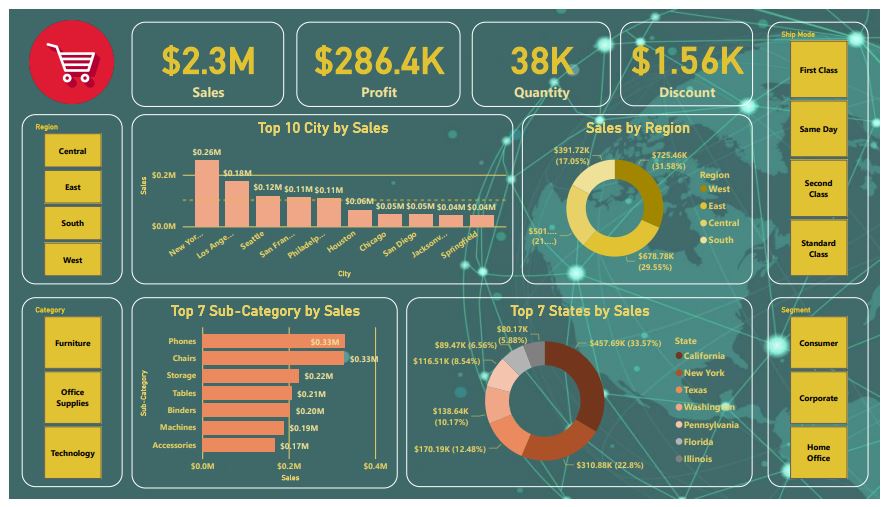 $2.3M
Sales
$286.4K
Profit
38K
Quantity
$1.56K
Discount
Ship Mode
First Class
Same Day
Second
Class
Standard
Class
Region
Central
East
South
West
Top 10 City by Sales
Sales
$0.2M
$0.0M
$0.26M
$0.18M
$0.12M
$0.11M
$0.11M
$0.06M
$0.05M
$0.05M
$0.04M
$0.04M
New Yor...
Los Ange...
Seattle
San Fran...
Philadelp...
Houston
Chicago
San Diego
Jacksonv...
Springfield
City
Sales by Region
$391.72K
(17.05%)
$725.46K
(31.58%)
$501....
(21....)
$678.78K
(29.55%)
Region
West
East
Central
South
Category
Furniture
Office
Supplies
Technology
Top 7 Sub-Category by Sales
Sub-Category
Phones
$0.33M
Chairs
$0.33M
Storage
$0.22M
Tables
$0.21M
Binders
$0.20M
Machines
$0.19M
Accessories
$0.17M
$0.0M
$0.2M
$0.4M
Sales
Top 7 States by Sales
$80.17K
(5.88%)
$89.47K (6.56%)
$457.69K (33.57%)
$116.51K (8.54%)
$138.64K
(10.17%)
$170.19K (12.48%)
$310.88K (22.8%)
State
California
New York
Texas
Washington
Pennsylvania
Florida
Illinois
Segment
Consumer
Corporate
Home
Office